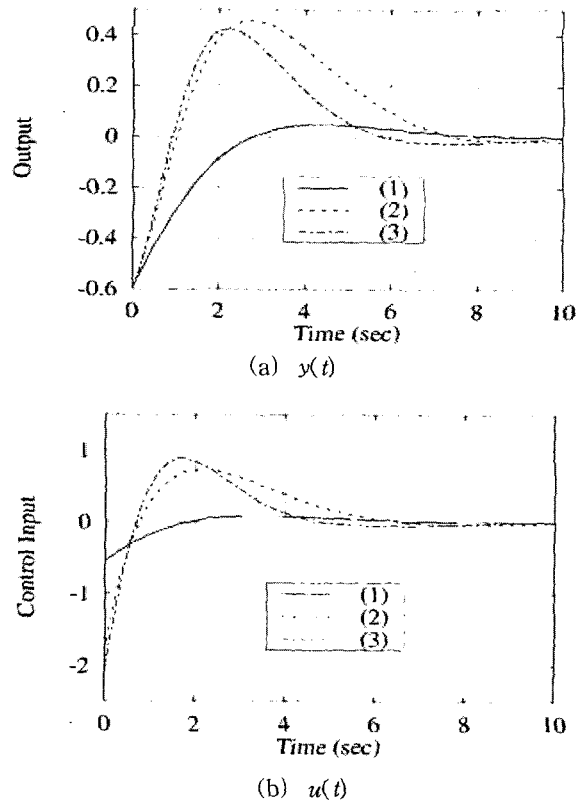 0.4
0.2
0
-0.2
-0.4
-0.6
Output
(1)
(2)
(3)
0 2 4 6 8 10
Time (sec)
(a) y(t)
1
0
-1
-2
Control Input
(1)
(2)
(3)
0 2 4 6 8 10
Time (sec)
(b) u(t)